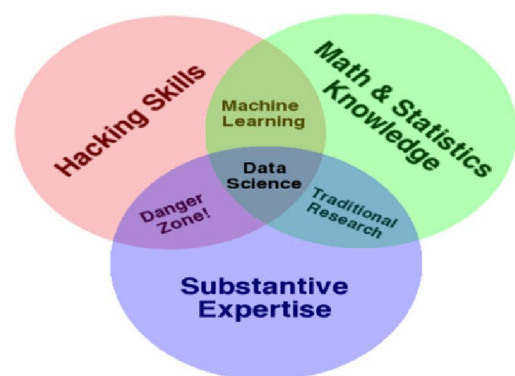 Hacking Skills
Math & Statistics
Knowledge
Machine
Learning
Data
Science
Danger
Zone!
Traditional
Research
Substantive
Expertise